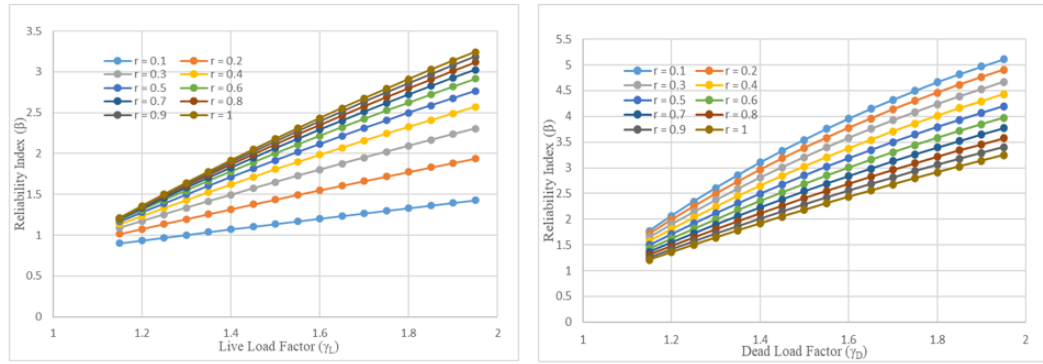 3.5
3
2.5
2
1.5
1
0.5
0
Reliability Index (β)
r = 0.1 r = 0.2
r = 0.3 r = 0.4
r = 0.5 r = 0.6
r = 0.7 r = 0.8
r = 0.9 r = 1
1 1.2 1.4 1.6 1.8 2
Live Load Factor (γL)
5.5
5
4.5
4
3.5
3
2.5
2
1.5
1
0.5
0
Reliability Index (β)
r = 0.1 r = 0.2
r = 0.3 r = 0.4
r = 0.5 r = 0.6
r = 0.7 r = 0.8
r = 0.9 r = 1
1 1.2 1.4 1.6 1.8 2
Dead Load Factor (γD)